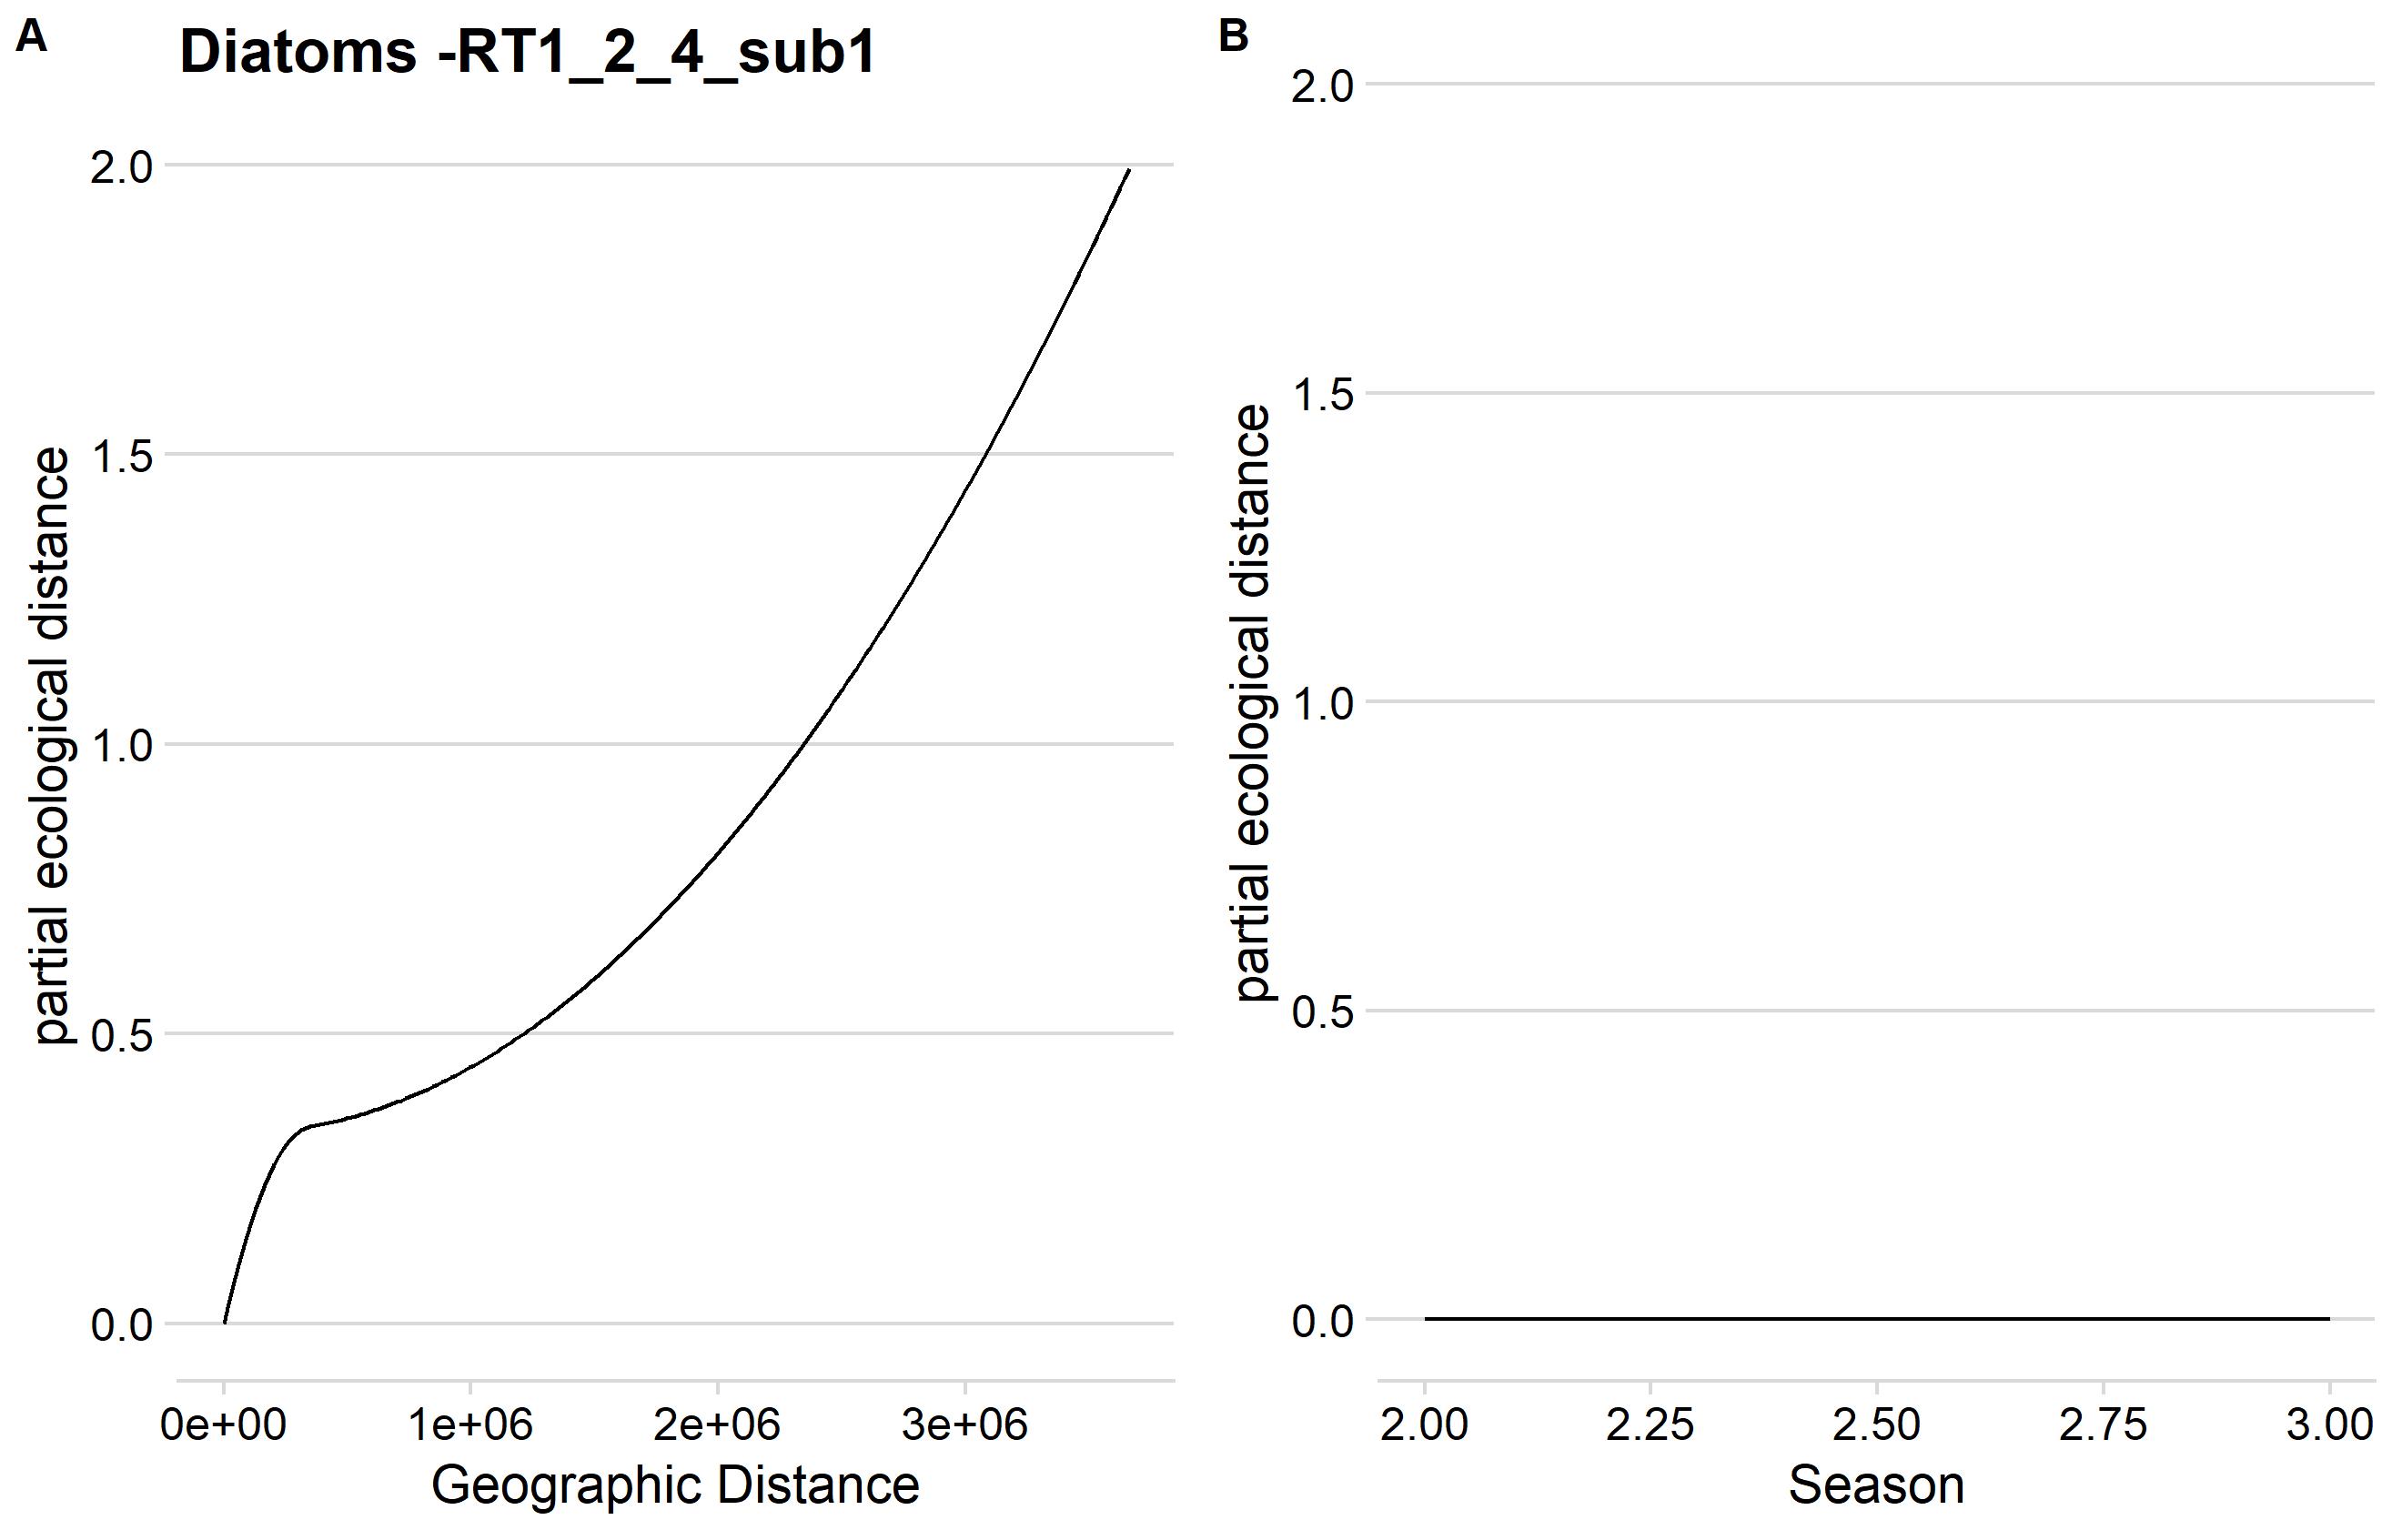 A
Diatoms -RT1_2_4_sub1
partial ecological distance
2.0
1.5
1.0
0.5
0.0
0e+00 1e+06 2e+06 3e+06
Geographic Distance
B
partial ecological distance
2.0
1.5
1.0
0.5
0.0
2.00 2.25 2.50 2.75 3.00
Season